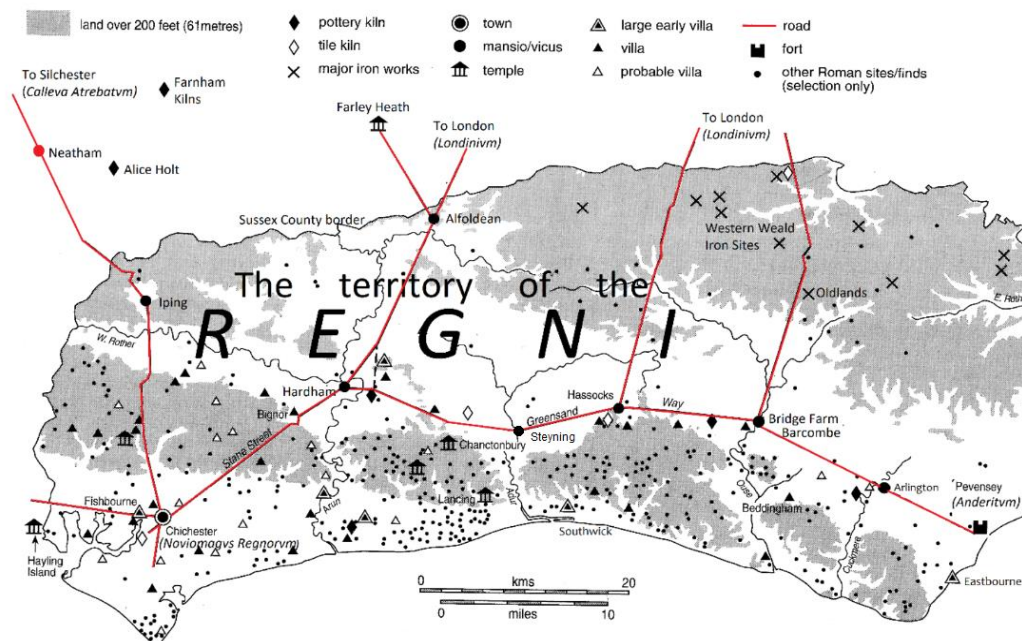 land over 200 feet (61metres)
pottery kiln
tile kiln
major iron works
town
mansio/vicus
temple
large early villa
villa
probable villa
road
fort
other Roman sites/finds
(selection only)
To Silchester
(Calleva Atrebatvm)
Farnham
Kilns
Neatham
Alice Holt
Farley Heath
To London
(Londinivm)
To London
(Londinivm)
Sussex County border
Alfoldean
Western Weald
Iron Sites
The territory of the
REGNI
Iping
Oldlands
E. Roth
W. Rother
Hardham
Bignor
Stane Street
Hassocks
Greensand Way
Steyning
Bridge Farm
Barcombe
Chanctonbury
Lancing
Arun
Adur
Ouse
Arlington
Pevensey
(Anderitvm)
Beddingham
Cuckmere
Fishbourne
Chichester
(Noviomagvs Regnorvm)
Hayling
Island
Southwick
Eastbourne
0 kms 20
0 miles 10